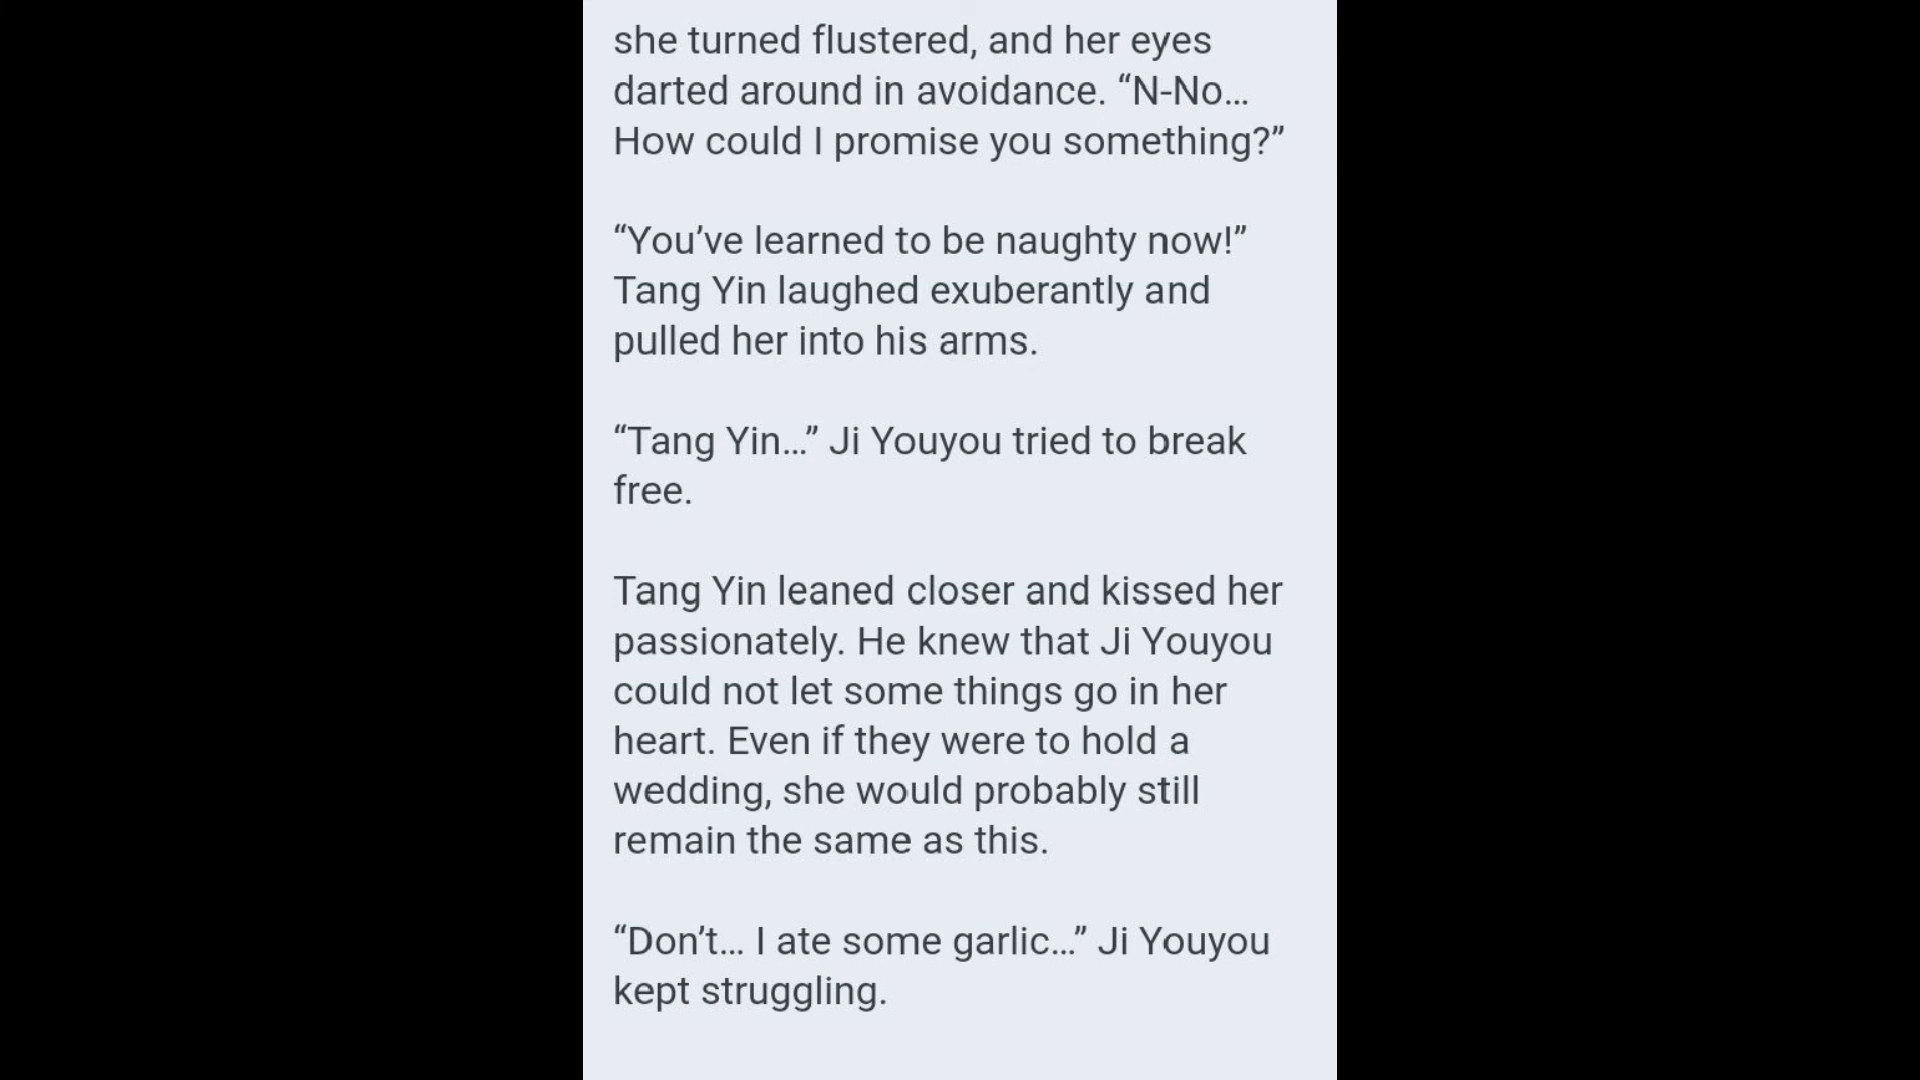 she turned flustered, and her eyes
darted around in avoidance. “N-No…
How could I promise you something?”
“You’ve learned to be naughty now!”
Tang Yin laughed exuberantly and
pulled her into his arms.
“Tang Yin…” Ji Youyou tried to break
free.
Tang Yin leaned closer and kissed her
passionately. He knew that Ji Youyou
could not let some things go in her
heart. Even if they were to hold a
wedding, she would probably still
remain the same as this.
“Don’t… I ate some garlic…” Ji Youyou
kept struggling.